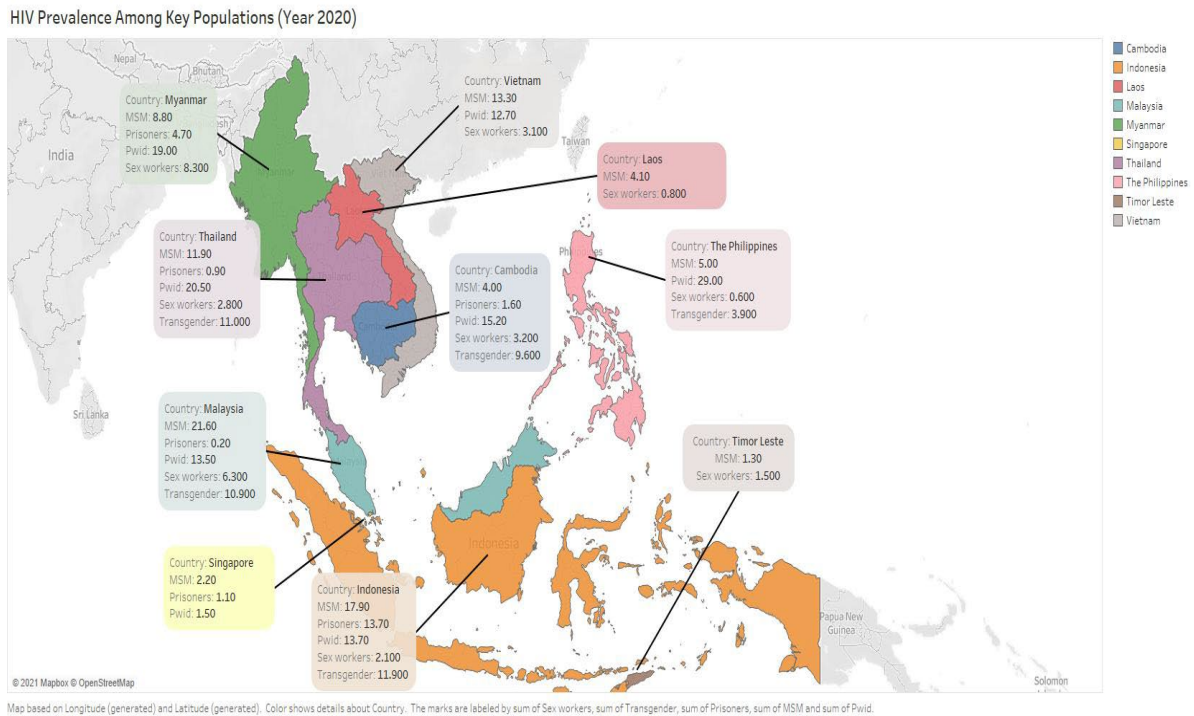 HIV Prevalence Among Key Populations (Year 2020)
Nepal
Bhutan
India
Taiwan
Sri Lanka
Country: Myanmar
MSM: 8.80
Prisoners: 4.70
Pwid: 19.00
Sex workers: 8.300
Country: Vietnam
MSM: 13.30
Pwid: 12.70
Sex workers: 3.100
Country: Laos
MSM: 4.10
Sex workers: 0.800
Country: Thailand
MSM: 11.90
Prisoners: 0.90
Pwid: 20.50
Sex workers: 2.800
Transgender: 11.000
Country: Cambodia
MSM: 4.00
Prisoners: 1.60
Pwid: 15.20
Sex workers: 3.200
Transgender: 9.600
Country: The Philippines
MSM: 5.00
Pwid: 29.00
Sex workers: 0.600
Transgender: 3.900
Country: Malaysia
MSM: 21.60
Prisoners: 0.20
Pwid: 13.50
Sex workers: 6.300
Transgender: 10.900
Country: Timor Leste
MSM: 1.30
Sex workers: 1.500
Country: Singapore
MSM: 2.20
Prisoners: 1.10
Pwid: 1.50
Country: Indonesia
MSM: 17.90
Prisoners: 13.70
Pwid: 13.70
Sex workers: 2.100
Transgender: 11.900
Indonesia
Papua New
Guinea
Solomon
Cambodia
Indonesia
Laos
Malaysia
Myanmar
Singapore
Thailand
The Philippines
Timor Leste
Vietnam
© 2021 Mapbox © OpenStreetMap
Map based on Longitude (generated) and Latitude (generated). Color shows details about Country. The marks are labeled by sum of Sex workers, sum of Transgender, sum of Prisoners, sum of MSM and sum of Pwid.